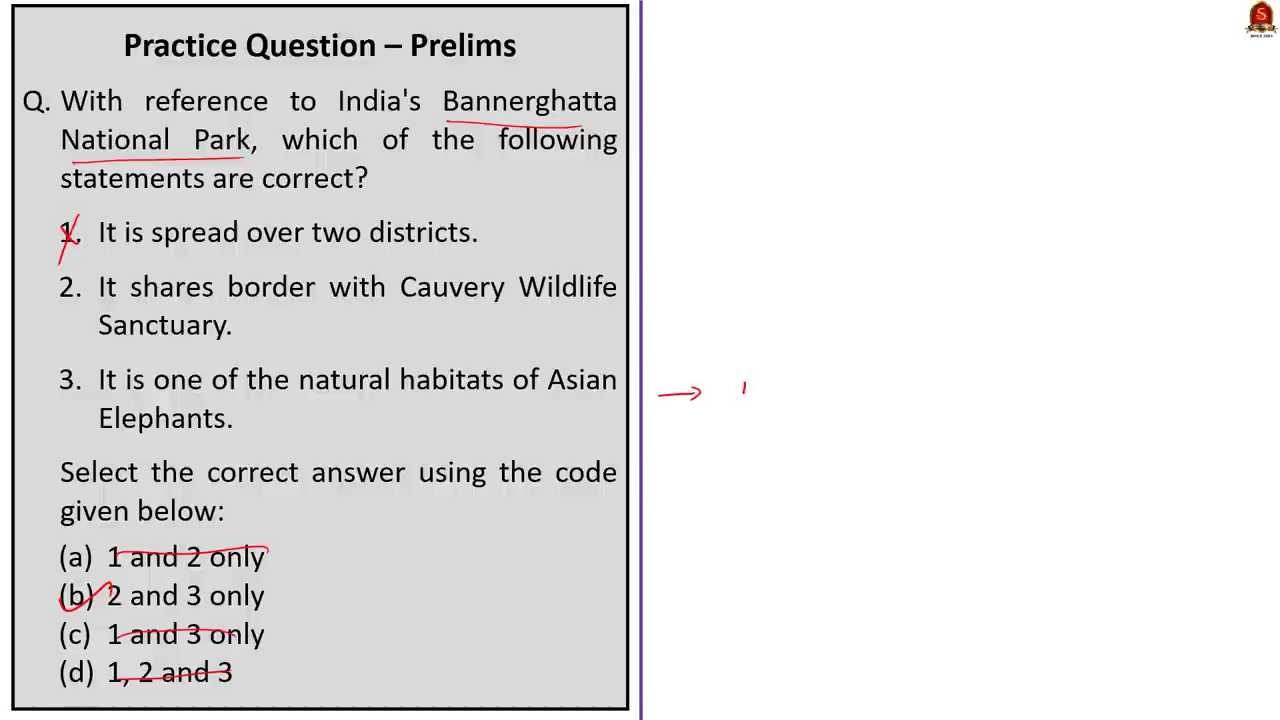 Practice Question – Prelims
Q. With reference to India's Bannerghatta
National Park, which of the following
statements are correct?
1. It is spread over two districts.
2. It shares border with Cauvery Wildlife
Sanctuary.
3. It is one of the natural habitats of Asian
Elephants.
Select the correct answer using the code
given below:
(a) 1 and 2 only
(b) 2 and 3 only
(c) 1 and 3 only
(d) 1, 2 and 3